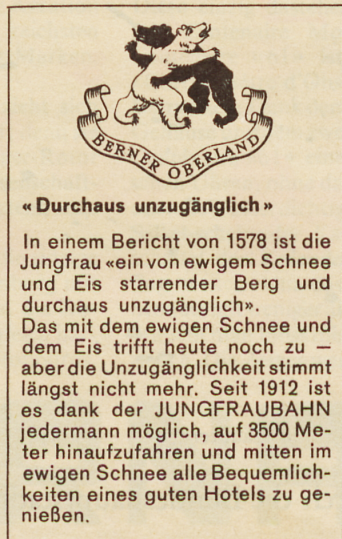 BERNER OBERLAND
«Durchaus unzugänglich»
In einem Bericht von 1578 ist die
Jungfrau «ein von ewigem Schnee
und Eis starrender Berg und
durchaus unzugänglich».
Das mit dem ewigen Schnee und
dem Eis trifft heute noch zu —
aber die Unzugänglichkeit stimmt
längst nicht mehr. Seit 1912 ist
es dank der JUNGFRAUBAHN
jedermann möglich, auf 3500 Me-
ter hinaufzufahren und mitten im
ewigen Schnee alle Bequemlich-
keiten eines guten Hotels zu ge-
nießen.